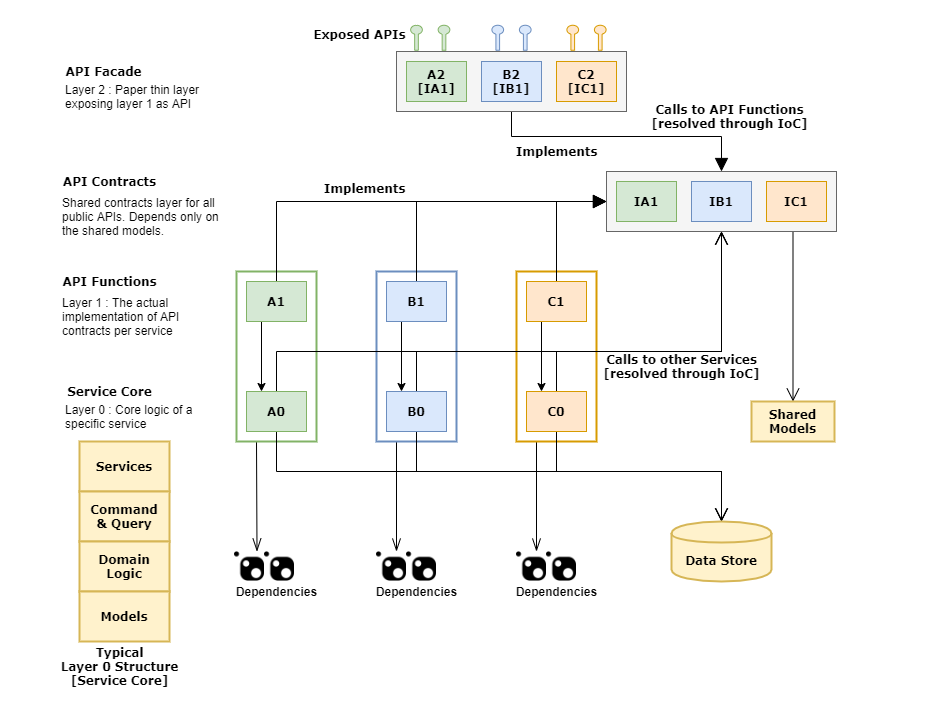 Exposed APIs
API Facade
Layer 2 : Paper thin layer
exposing layer 1 as API
A2
[IA1]
B2
[IB1]
C2
[IC1]
Calls to API Functions
[resolved through IoC]
Implements
API Contracts
Shared contracts layer for all
public APIs. Depends only on
the shared models.
Implements
IA1
IB1
IC1
API Functions
Layer 1 : The actual
implementation of API
contracts per service
A1
B1
C1
Calls to other Services
[resolved through IoC]
Service Core
Layer 0 : Core logic of a
specific service
A0
B0
C0
Shared
Models
Services
Command
& Query
Domain
Logic
Models
Typical
Layer 0 Structure
[Service Core]
Dependencies
Dependencies
Dependencies
Data Store